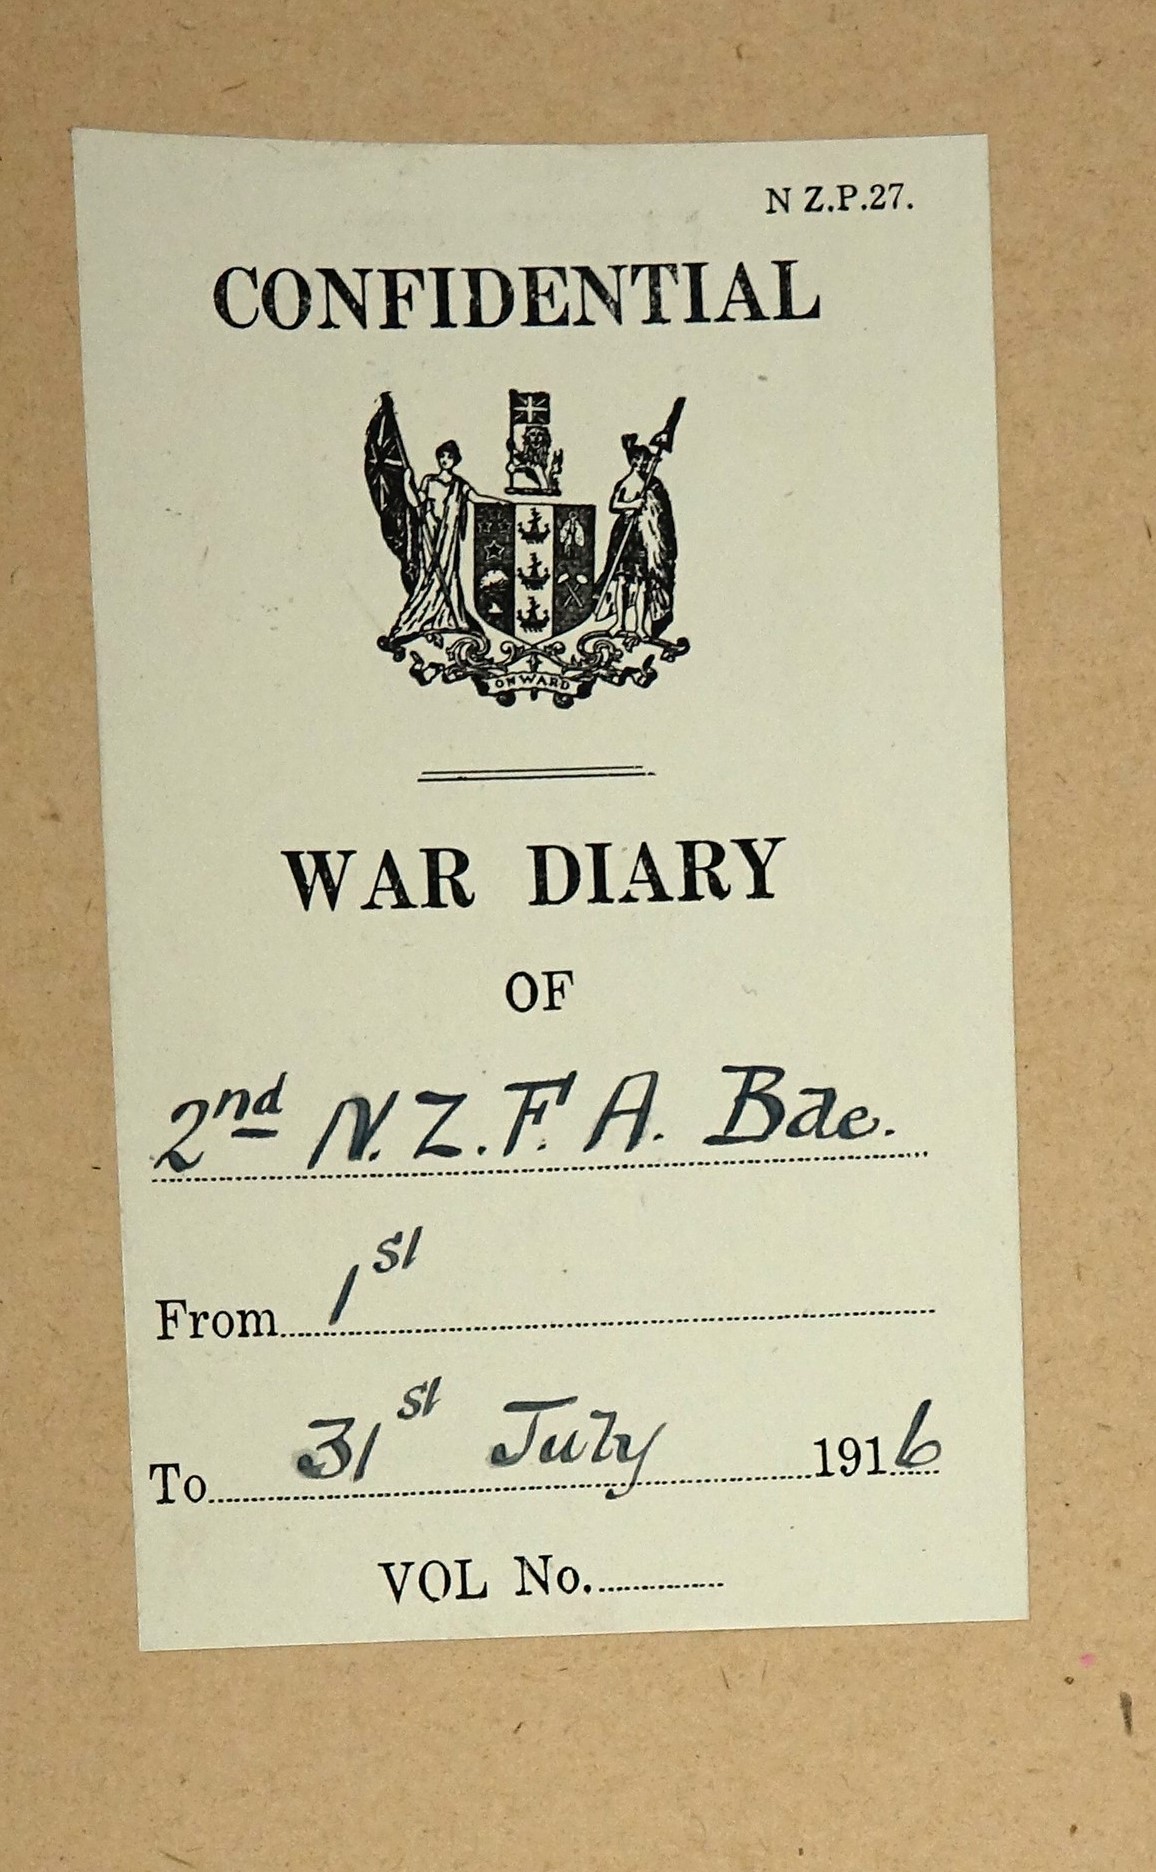 N Z.P.27.
CONFIDENTIAL
ONWARD
WAR DIARY
OF
2nd N.Z.F.A. Bde.
From 1st
To 31st July 1916
VOL No.